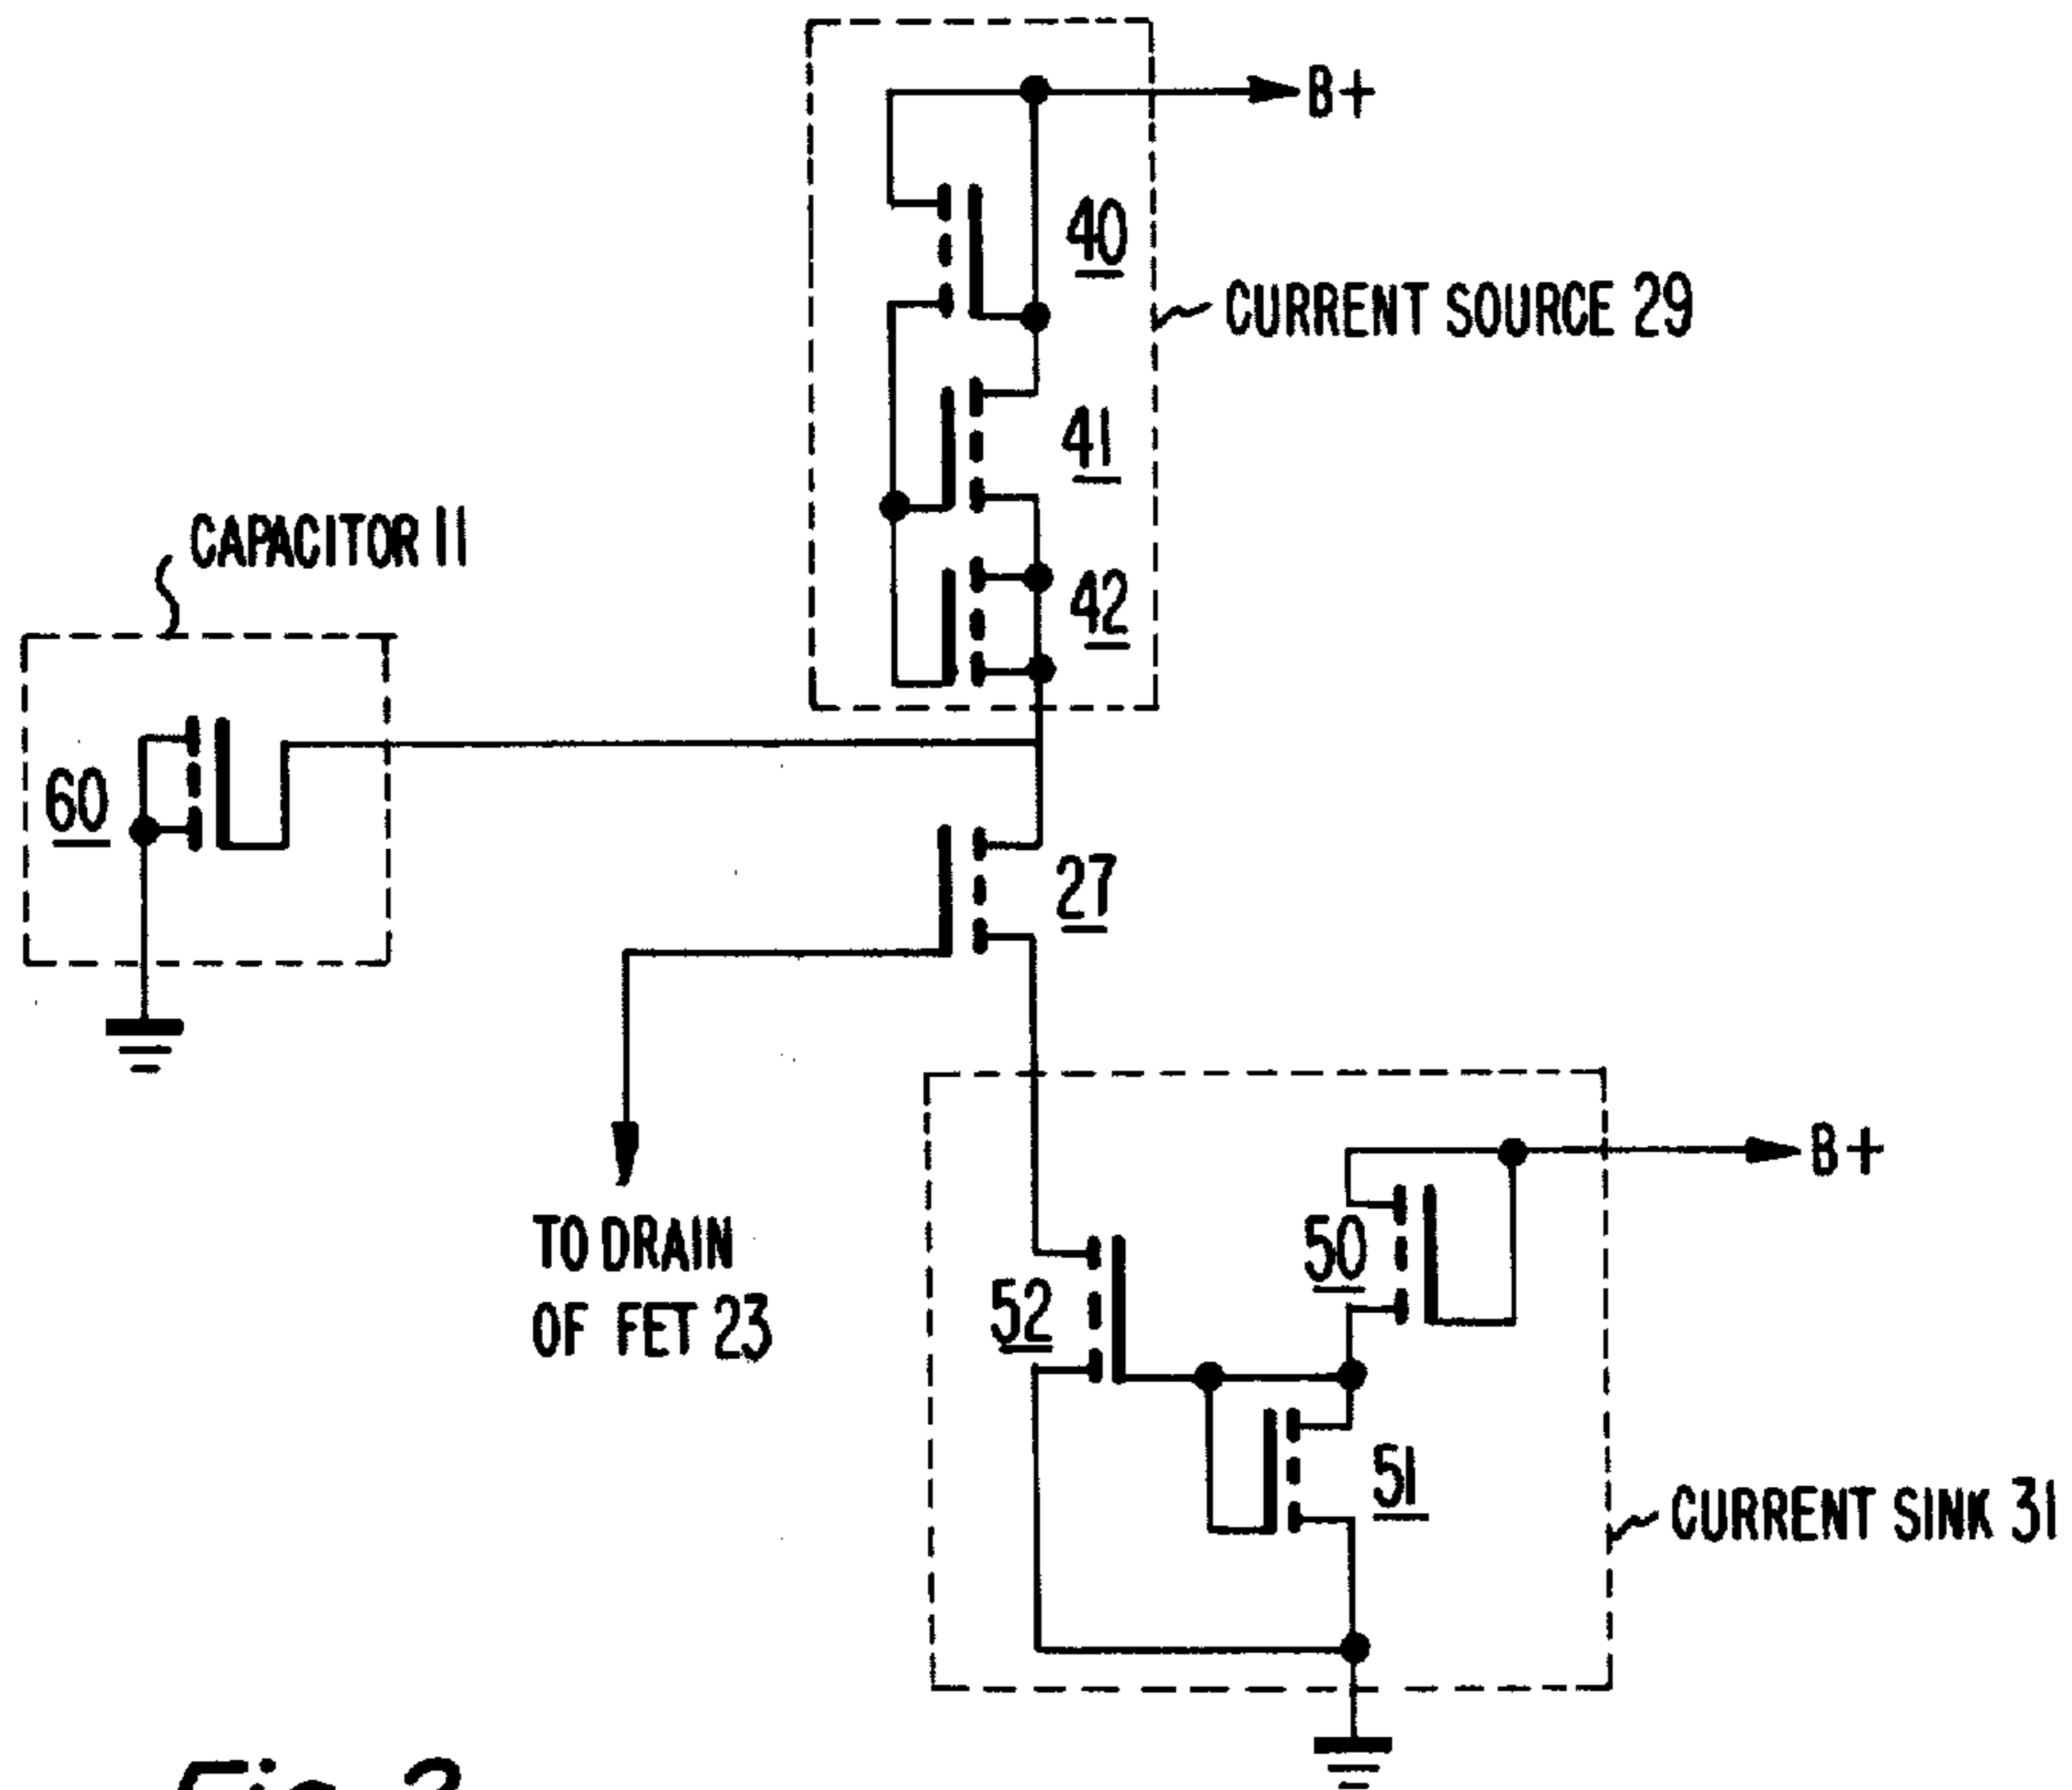 B+
40
CURRENT SOURCE 29
41
CAPACITOR 11
42
60
27
B+
TO DRAIN
OF FET 23
50
52
51
CURRENT SINK 31